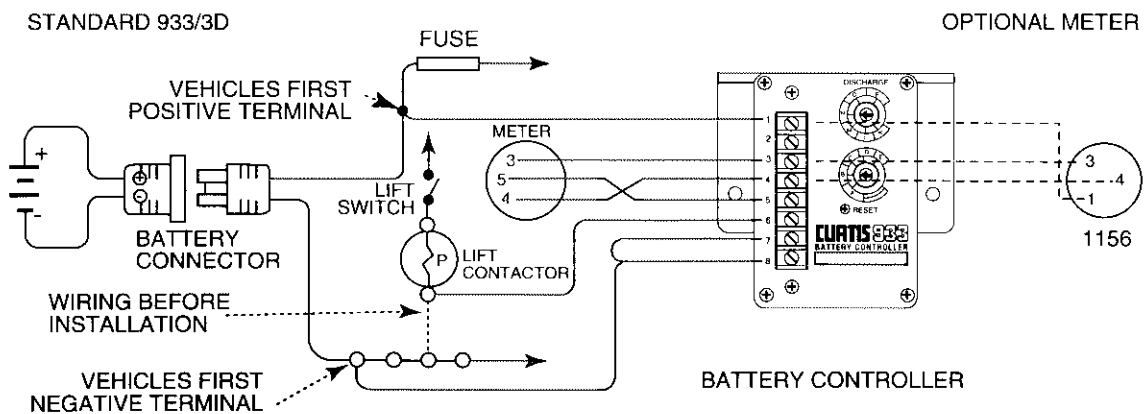 STANDARD 933/3D
OPTIONAL METER
FUSE
VEHICLES FIRST
POSITIVE TERMINAL
DISCHARGE
METER
3
5
4
1
2
3
4
5
6
7
8
+
-
+
-
LIFT
SWITCH
P
LIFT
CONTACTOR
BATTERY
CONNECTOR
RESET
CURTIS 933
BATTERY CONTROLLER
3
4
1
1156
WIRING BEFORE
INSTALLATION
VEHICLES FIRST
NEGATIVE TERMINAL
BATTERY CONTROLLER